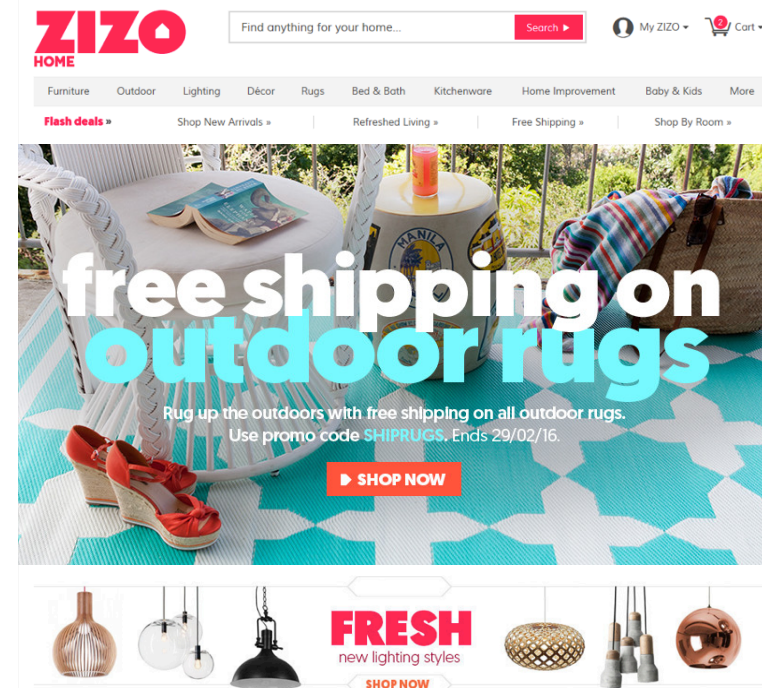 ZIZO
HOME
Find anything for your home...
Search
My ZIZO
2
Cart
Furniture Outdoor Lighting Décor Rugs Bed & Bath Kitchenware Home Improvement Baby & Kids More
Flash deals »
Shop New Arrivals »
Refreshed Living »
Free Shipping »
Shop By Room »
MANILA
free shipping on
outdoor rugs
Rug up the outdoors with free shipping on all outdoor rugs.
Use promo code SHIPRUGS. Ends 29/02/16.
SHOP NOW
FRESH
new lighting styles
SHOP NOW